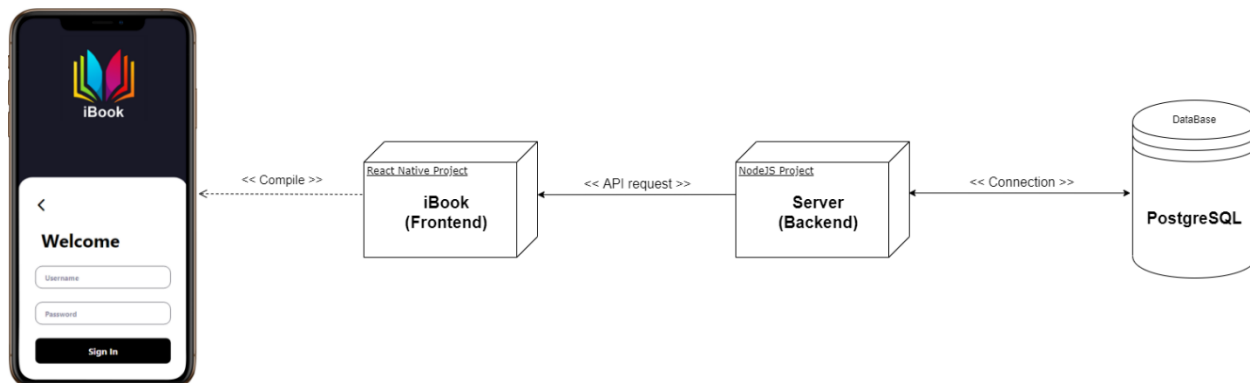 iBook
Welcome
Username
Password
Sign In
<< Compile >>
React Native Project
iBook
(Frontend)
<< API request >>
NodeJS Project
Server
(Backend)
<< Connection >>
DataBase
PostgreSQL